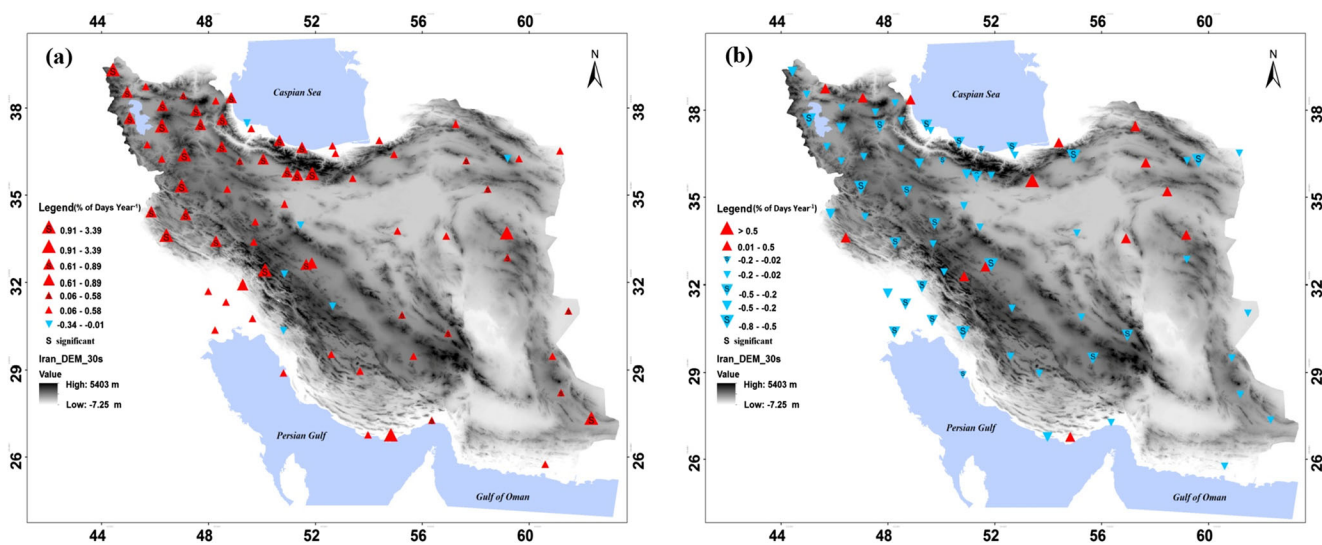 44 48 52 56 60
(a)
N
Caspian Sea
38 38
35 35
32 32
29 29
26 26
Legend(% of Days Year-1)
S 0.91 - 3.39
0.91 - 3.39
S 0.61 - 0.89
0.61 - 0.89
S 0.06 - 0.58
0.06 - 0.58
-0.34 - -0.01
S significant
Iran_DEM_30s
Value
High: 5403 m
Low: -7.25 m
Persian Gulf
Gulf of Oman
44 48 52 56 60
44 48 52 56 60
(b)
N
Caspian Sea
38 38
35 35
32 32
29 29
26 26
Legend(% of Days Year-1)
> 0.5
0.01 - 0.5
S -0.2 - -0.02
-0.2 - -0.02
S -0.5 - -0.2
-0.5 - -0.2
S -0.8 - -0.5
S significant
Iran_DEM_30s
Value
High: 5403 m
Low: -7.25 m
Persian Gulf
Gulf of Oman
44 48 52 56 60